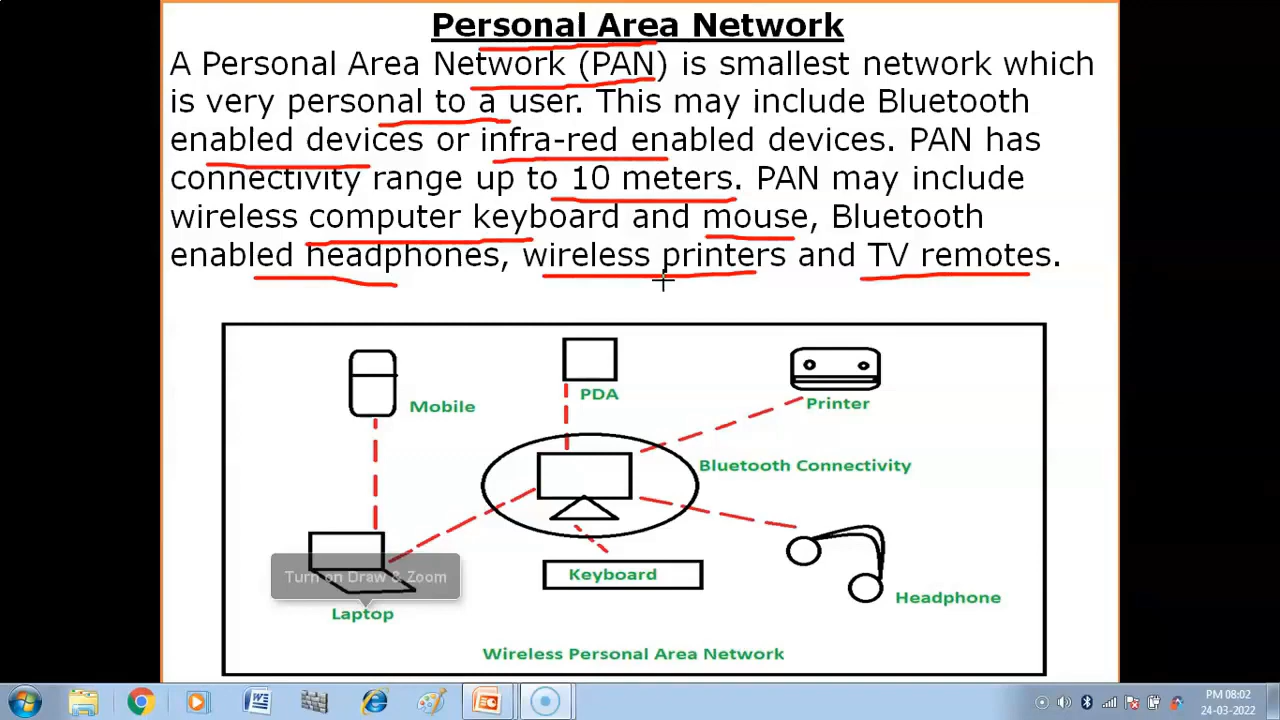 Personal Area Network
A Personal Area Network (PAN) is smallest network which
is very personal to a user. This may include Bluetooth
enabled devices or infra-red enabled devices. PAN has
connectivity range up to 10 meters. PAN may include
wireless computer keyboard and mouse, Bluetooth
enabled headphones, wireless printers and TV remotes.
Mobile
PDA
Printer
Bluetooth Connectivity
Turn on Draw & Zoom
Keyboard
Laptop
Headphone
Wireless Personal Area Network
PM 08:02
24-03-2022